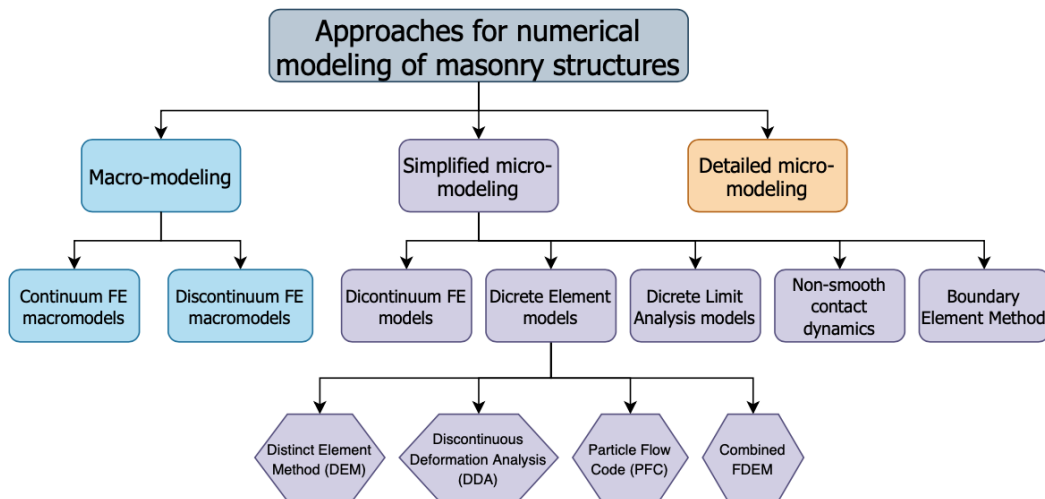 Approaches for numerical
modeling of masonry structures
Macro-modeling
Simplified micro-
modeling
Detailed micro-
modeling
Continuum FE
macromodels
Discontinuum FE
macromodels
Dicontinuum FE
models
Dicrete Element
models
Dicrete Limit
Analysis models
Non-smooth
contact
dynamics
Boundary
Element Method
Distinct Element
Method (DEM)
Discontinuous
Deformation Analysis
(DDA)
Particle Flow
Code (PFC)
Combined
FDEM